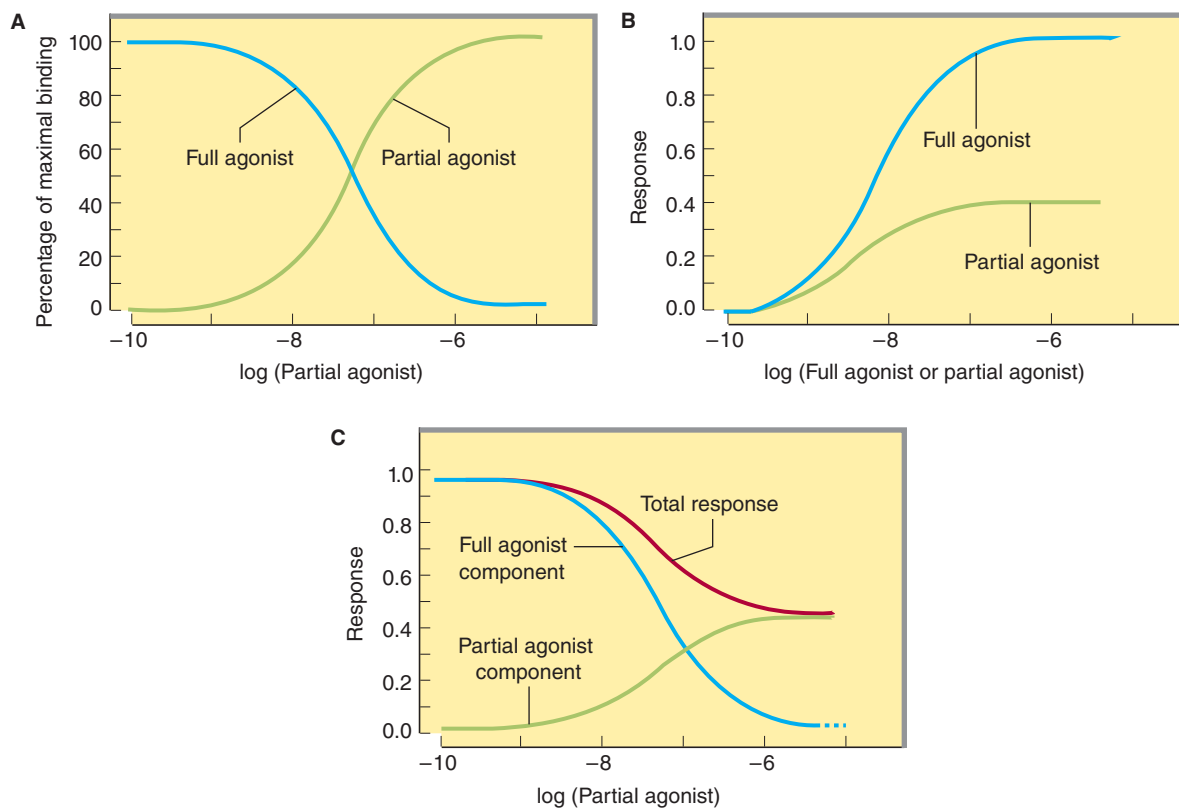 A
Percentage of maximal binding
100
80
60
40
20
0
Full agonist
Partial agonist
−10
−8
−6
log (Partial agonist)
B
Response
1.0
0.8
0.6
0.4
0.2
0.0
Full agonist
Partial agonist
−10
−8
−6
log (Full agonist or partial agonist)
C
Response
1.0
0.8
0.6
0.4
0.2
0.0
Total response
Full agonist
component
Partial agonist
component
−10
−8
−6
log (Partial agonist)